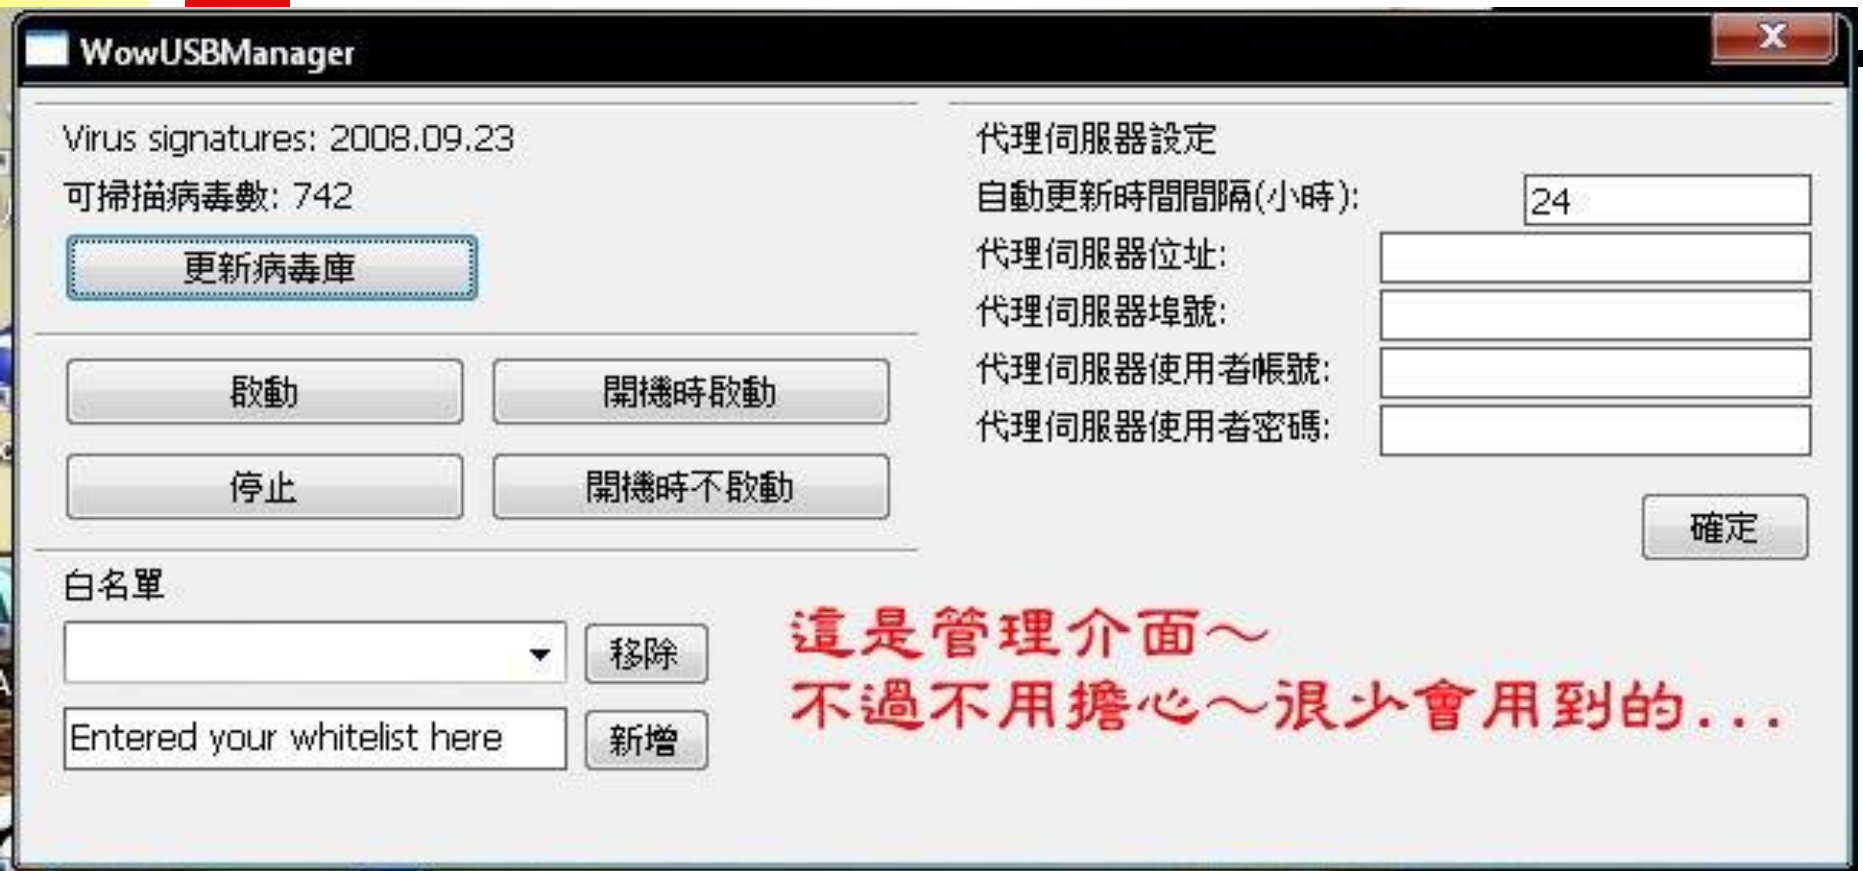 WowUSBManager
Virus signatures: 2008.09.23
可掃描病毒數: 742
更新病毒庫
啟動
開機時啟動
停止
開機時不啟動
白名單
移除
Entered your whitelist here
新增
代理伺服器設定
自動更新時間間隔(小時):
24
代理伺服器位址:
代理伺服器埠號:
代理伺服器使用者帳號:
代理伺服器使用者密碼:
確定
這是管理介面～
不過不用擔心～很少會用到的...